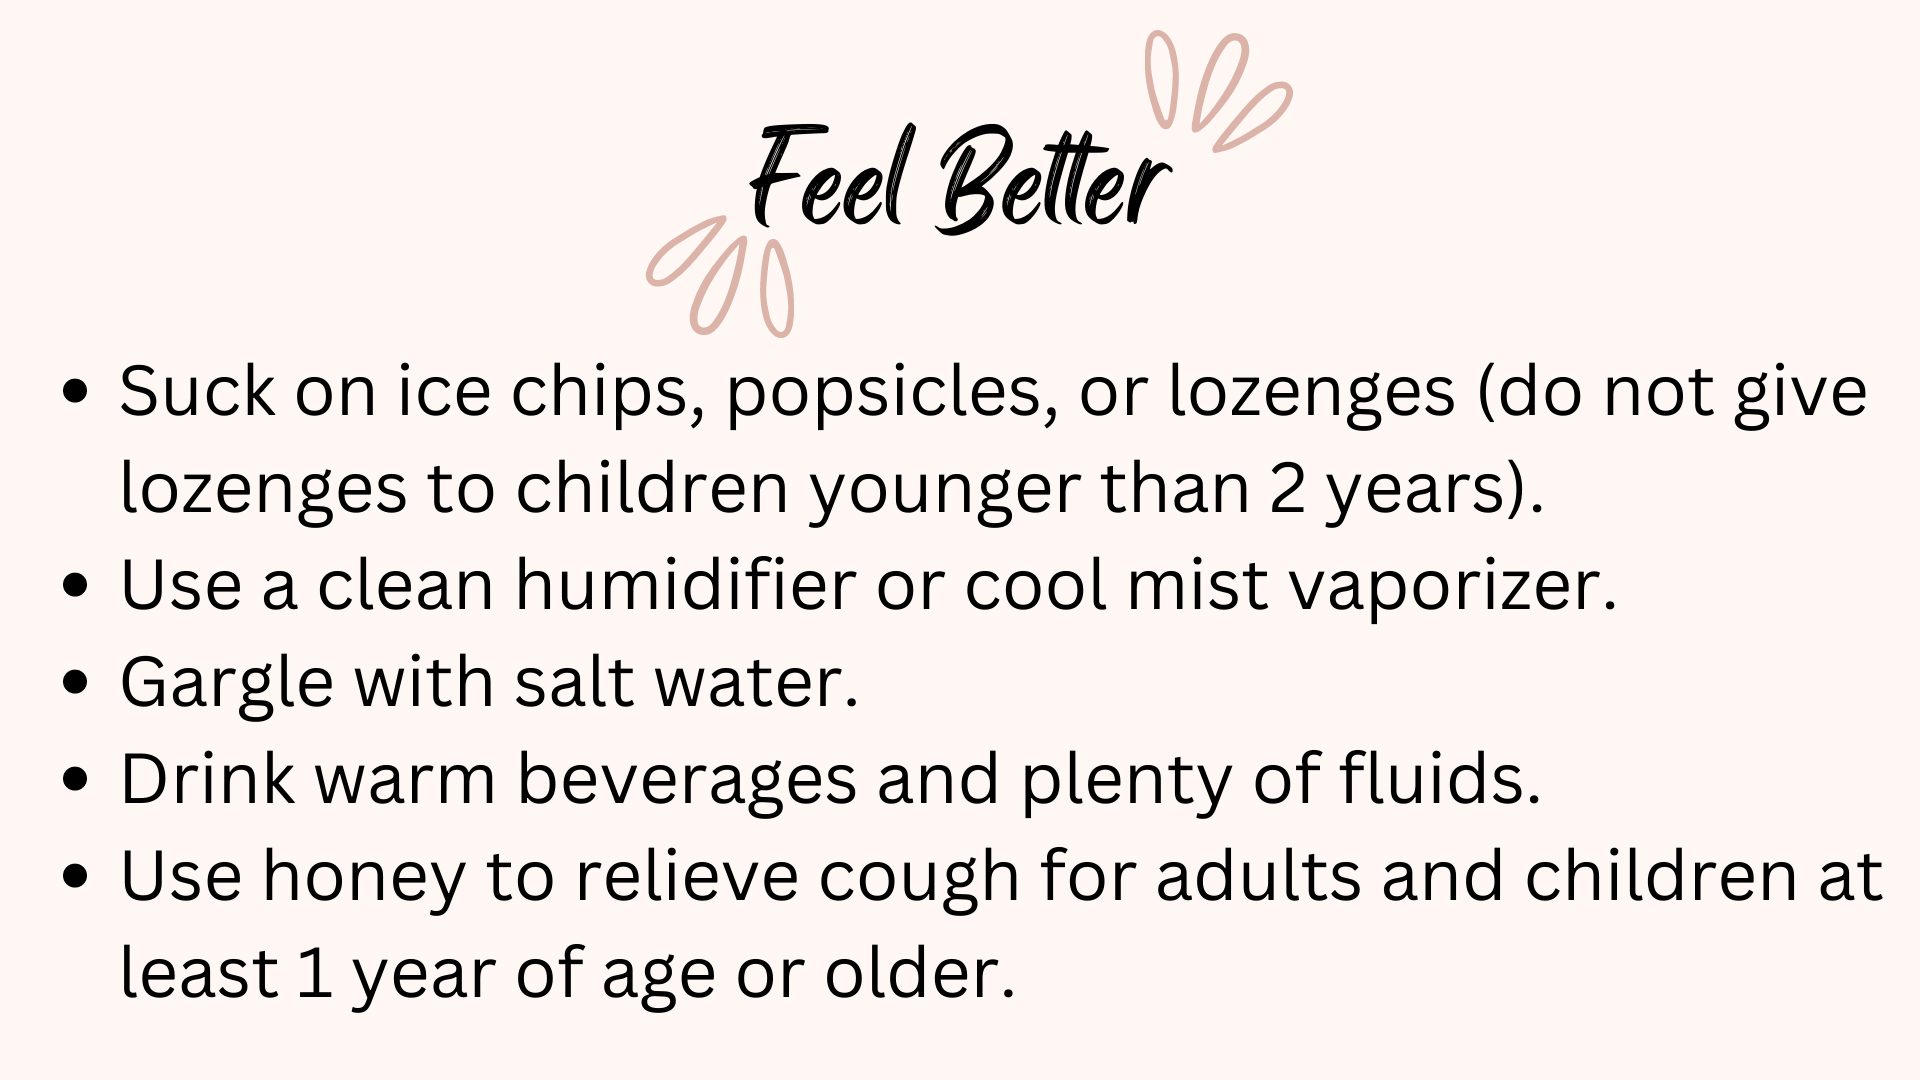 Feel Better
• Suck on ice chips, popsicles, or lozenges (do not give
lozenges to children younger than 2 years).
• Use a clean humidifier or cool mist vaporizer.
• Gargle with salt water.
• Drink warm beverages and plenty of fluids.
• Use honey to relieve cough for adults and children at
least 1 year of age or older.